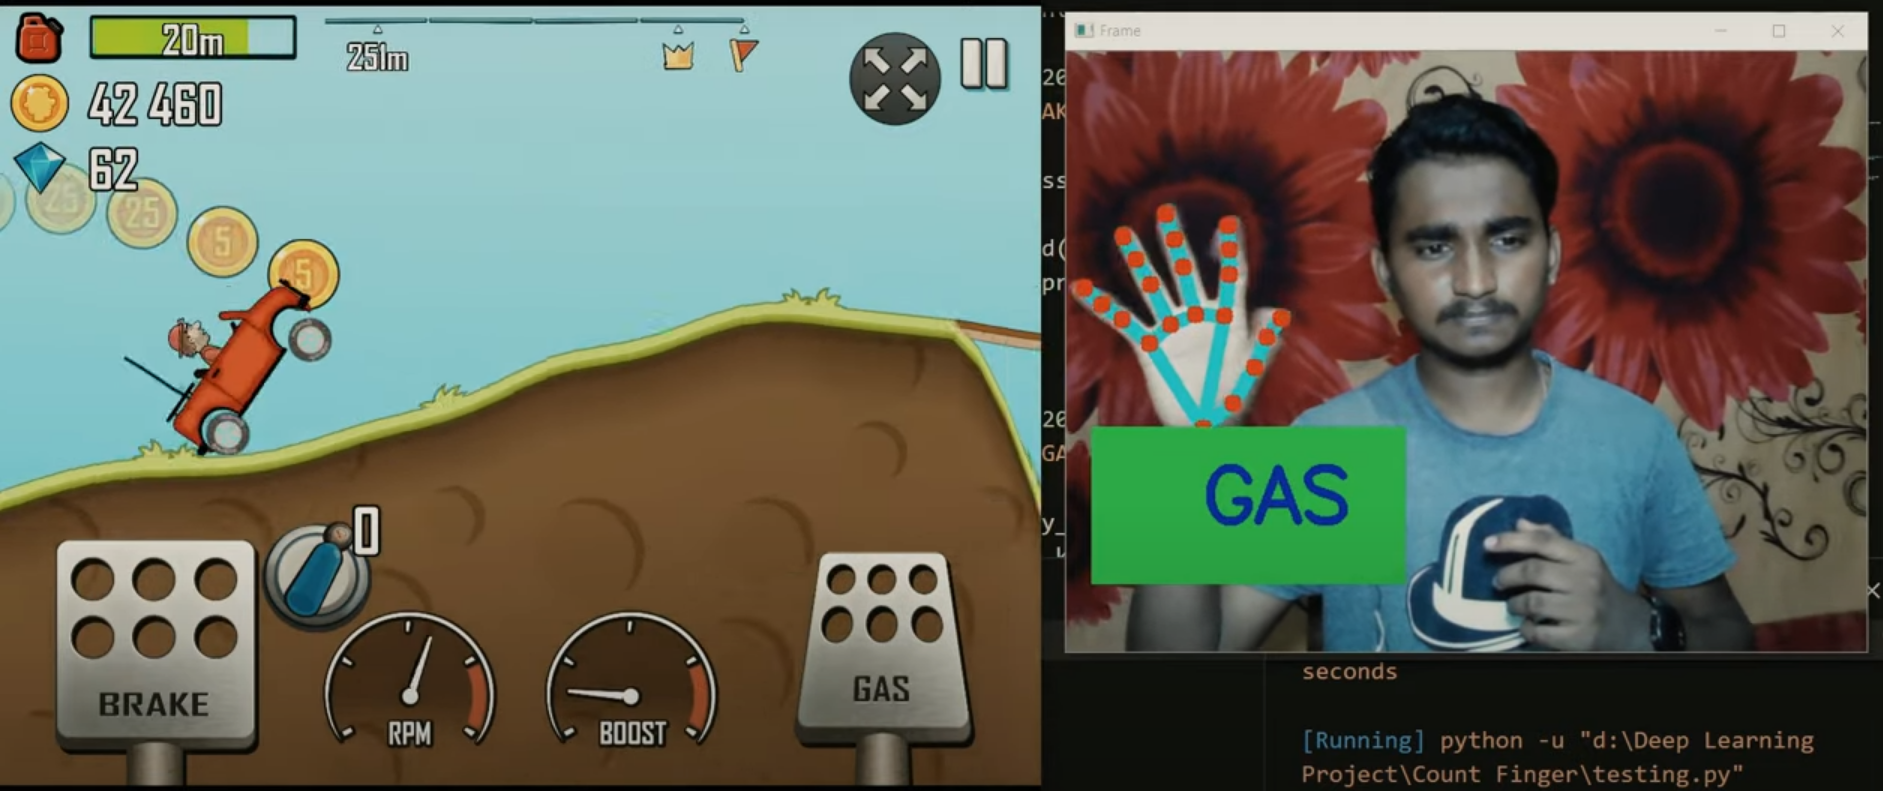 20m
251m
42 460
62
25
25
5
5
0
BRAKE
RPM
BOOST
GAS
Frame
GAS
seconds
[Running] python -u "d:\Deep Learning
Project\Count Finger\testing.py"